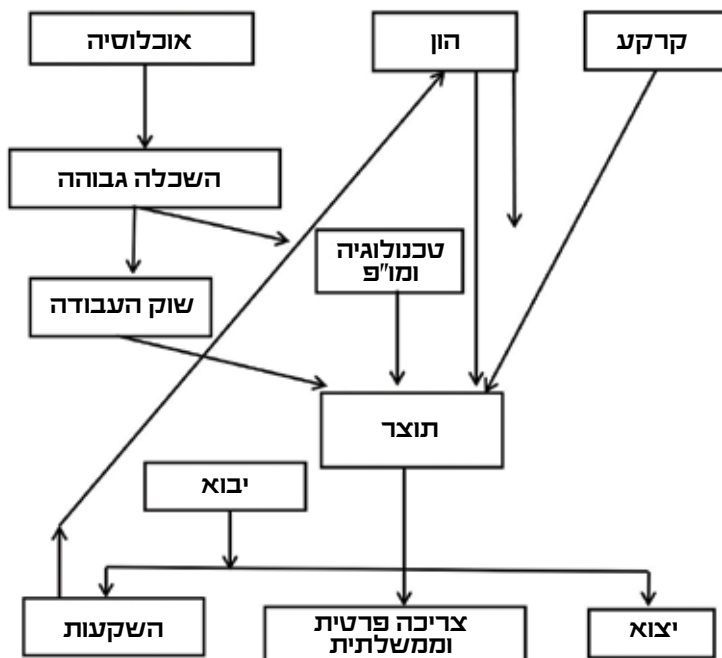 קרקע
הון
אוכלוסיה
השכלה גבוהה
טכנולוגיה
ומו"פ
שוק העבודה
תוצר
יבוא
יצוא
צריכה פרטית
וממשלתית
השקעות